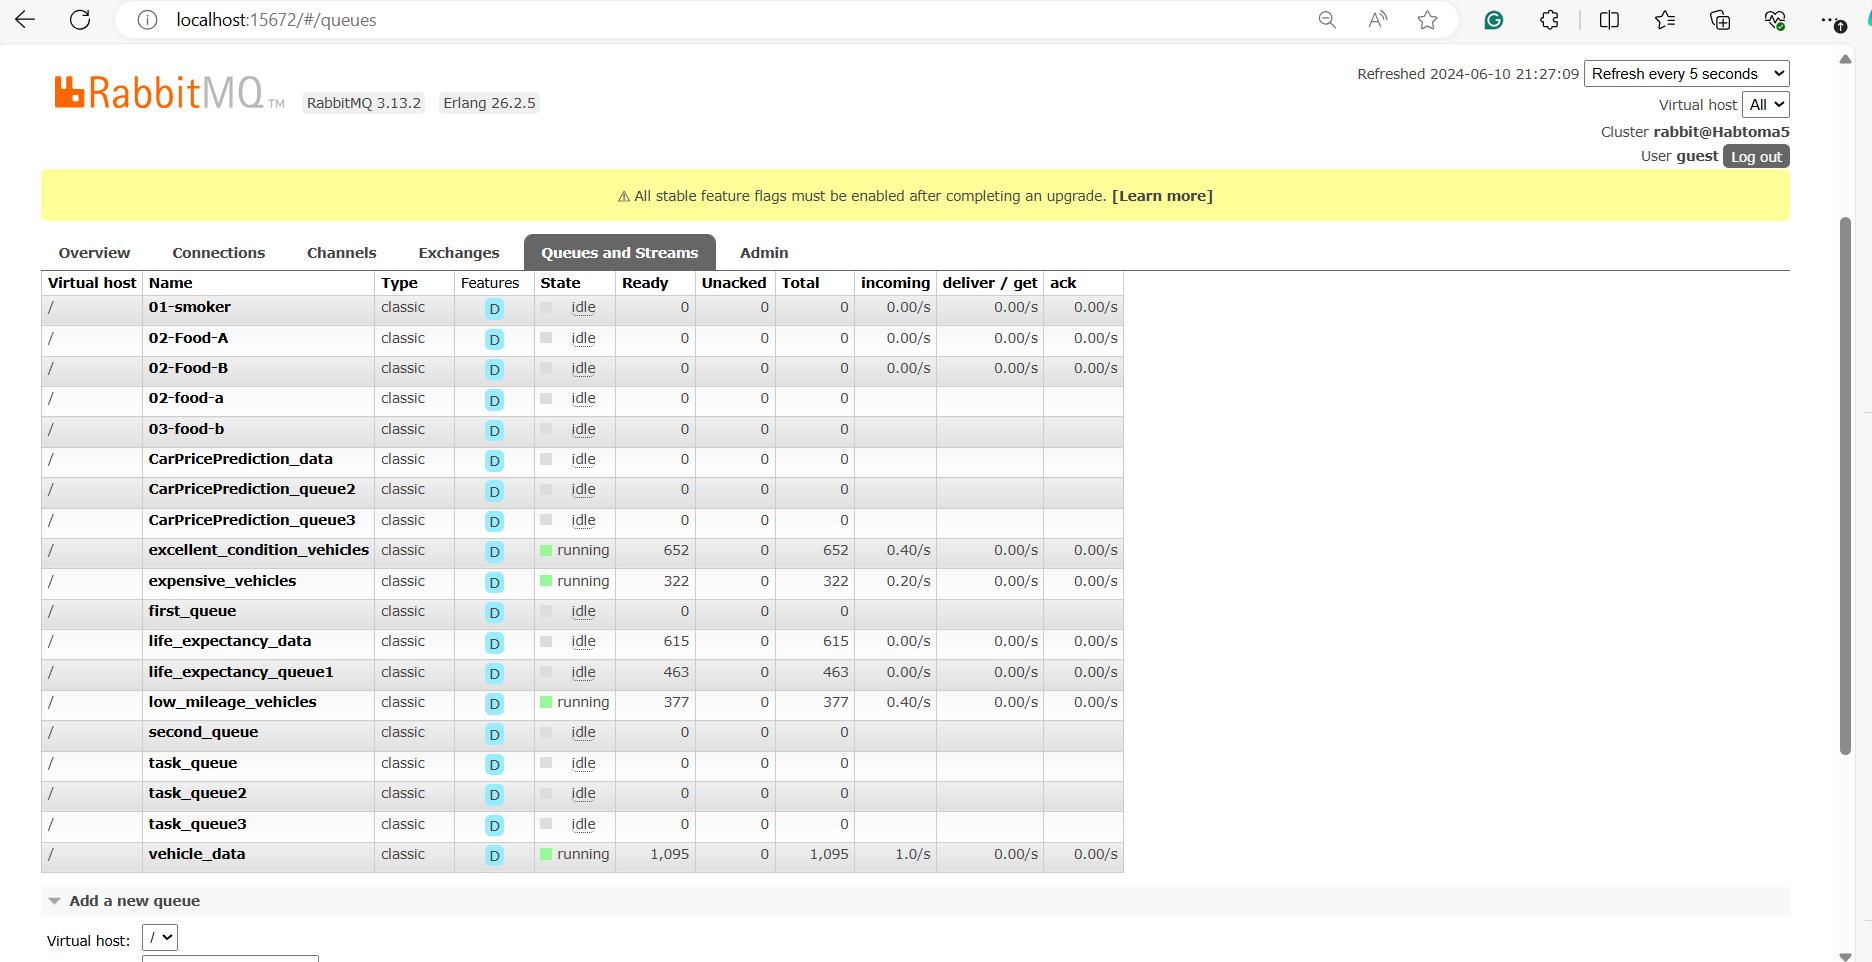 localhost:15672/#/queues
RabbitMQ TM RabbitMQ 3.13.2 Erlang 26.2.5
Refreshed 2024-06-10 21:27:09 Refresh every 5 seconds
Virtual host All
Cluster rabbit@Habtoma5
User guest Log out
⚠ All stable feature flags must be enabled after completing an upgrade. [Learn more]
Overview Connections Channels Exchanges Queues and Streams Admin
Virtual host Name Type Features State Ready Unacked Total incoming deliver / get ack
/ 01-smoker classic D idle 0 0 0 0.00/s 0.00/s 0.00/s
/ 02-Food-A classic D idle 0 0 0 0.00/s 0.00/s 0.00/s
/ 02-Food-B classic D idle 0 0 0 0.00/s 0.00/s 0.00/s
/ 02-food-a classic D idle 0 0 0
/ 03-food-b classic D idle 0 0 0
/ CarPricePrediction_data classic D idle 0 0 0
/ CarPricePrediction_queue2 classic D idle 0 0 0
/ CarPricePrediction_queue3 classic D idle 0 0 0
/ excellent_condition_vehicles classic D running 652 0 652 0.40/s 0.00/s 0.00/s
/ expensive_vehicles classic D running 322 0 322 0.20/s 0.00/s 0.00/s
/ first_queue classic D idle 0 0 0
/ life_expectancy_data classic D idle 615 0 615 0.00/s 0.00/s 0.00/s
/ life_expectancy_queue1 classic D idle 463 0 463 0.00/s 0.00/s 0.00/s
/ low_mileage_vehicles classic D running 377 0 377 0.40/s 0.00/s 0.00/s
/ second_queue classic D idle 0 0 0
/ task_queue classic D idle 0 0 0
/ task_queue2 classic D idle 0 0 0
/ task_queue3 classic D idle 0 0 0
/ vehicle_data classic D running 1,095 0 1,095 1.0/s 0.00/s 0.00/s
Add a new queue
Virtual host: /